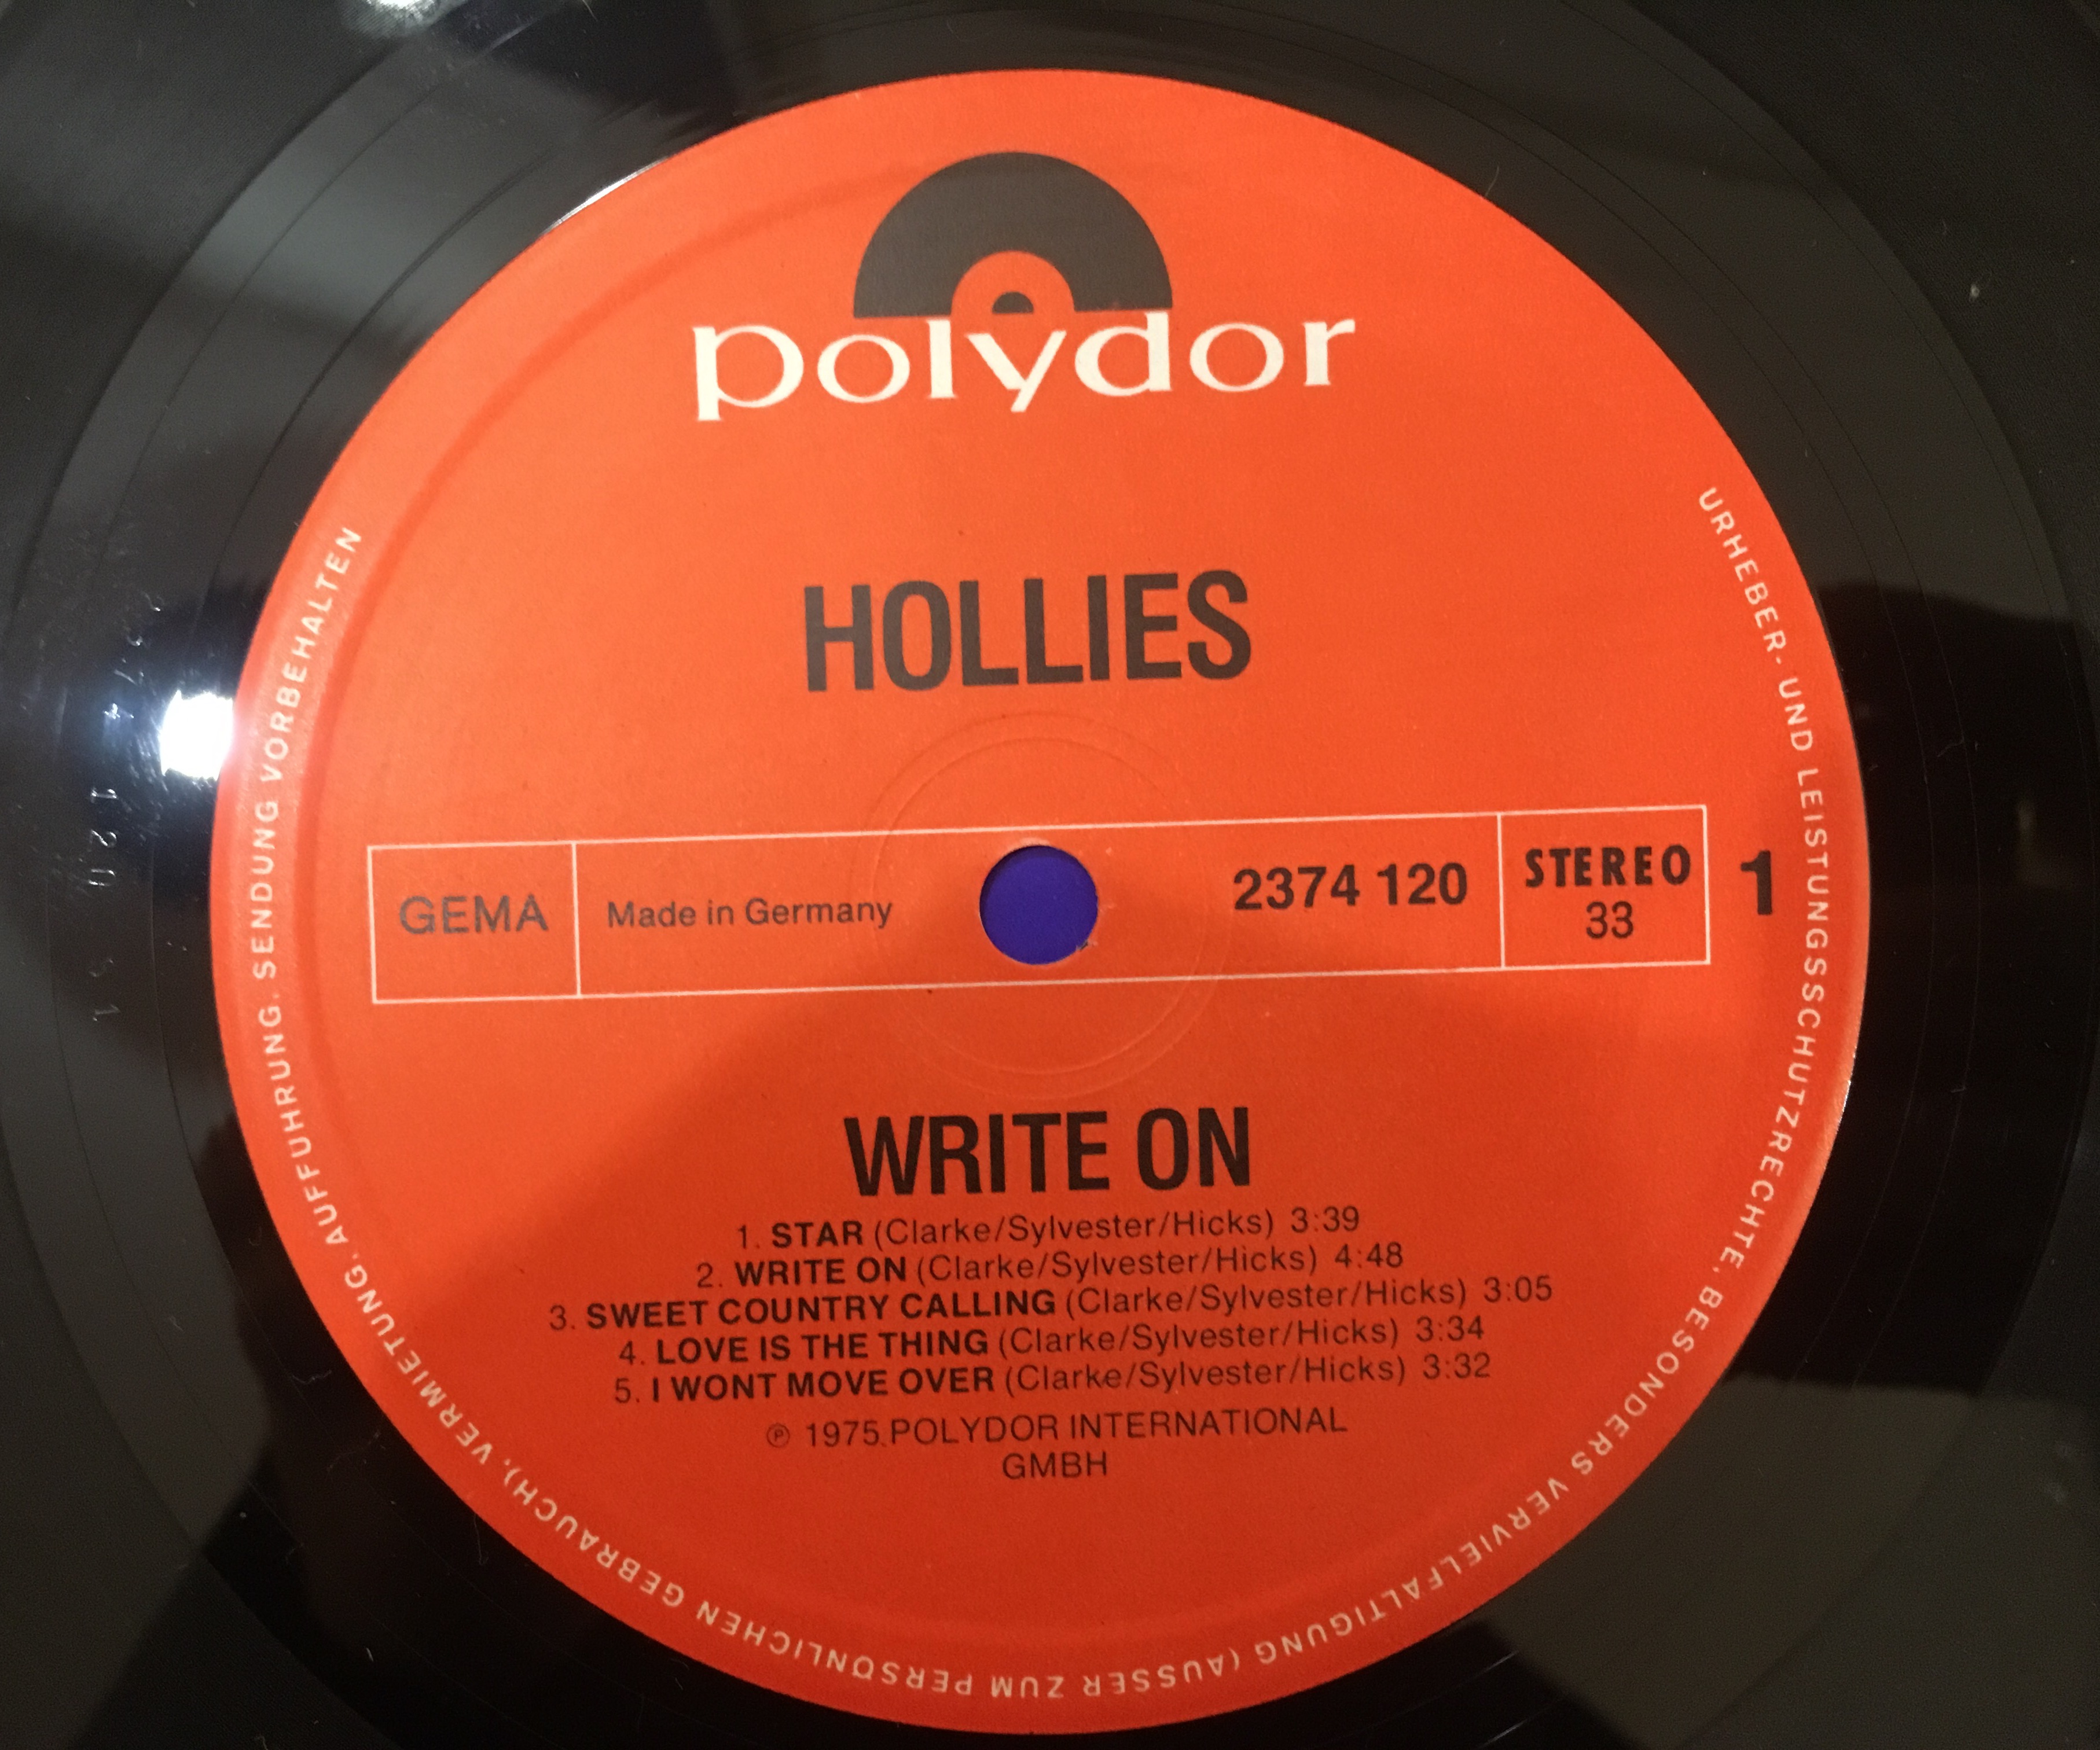 polydor
HOLLIES
GEMA
Made in Germany
2374 120
STEREO
33
1
WRITE ON
1. STAR (Clarke/Sylvester/Hicks) 3:39
2. WRITE ON (Clarke/Sylvester/Hicks) 4:48
3. SWEET COUNTRY CALLING (Clarke/Sylvester/Hicks) 3:05
4. LOVE IS THE THING (Clarke/Sylvester/Hicks) 3:34
5. I WONT MOVE OVER (Clarke/Sylvester/Hicks) 3:32
℗ 1975 POLYDOR INTERNATIONAL
GMBH
URHEBER- UND LEISTUNGSSCHUTZRECHTE, BESONDERS VERVIELFÄLTIGUNG (AUSSER ZUM PERSÖNLICHEN GEBRAUCH), VERMIETUNG, AUFFÜHRUNG, SENDUNG VORBEHALTEN